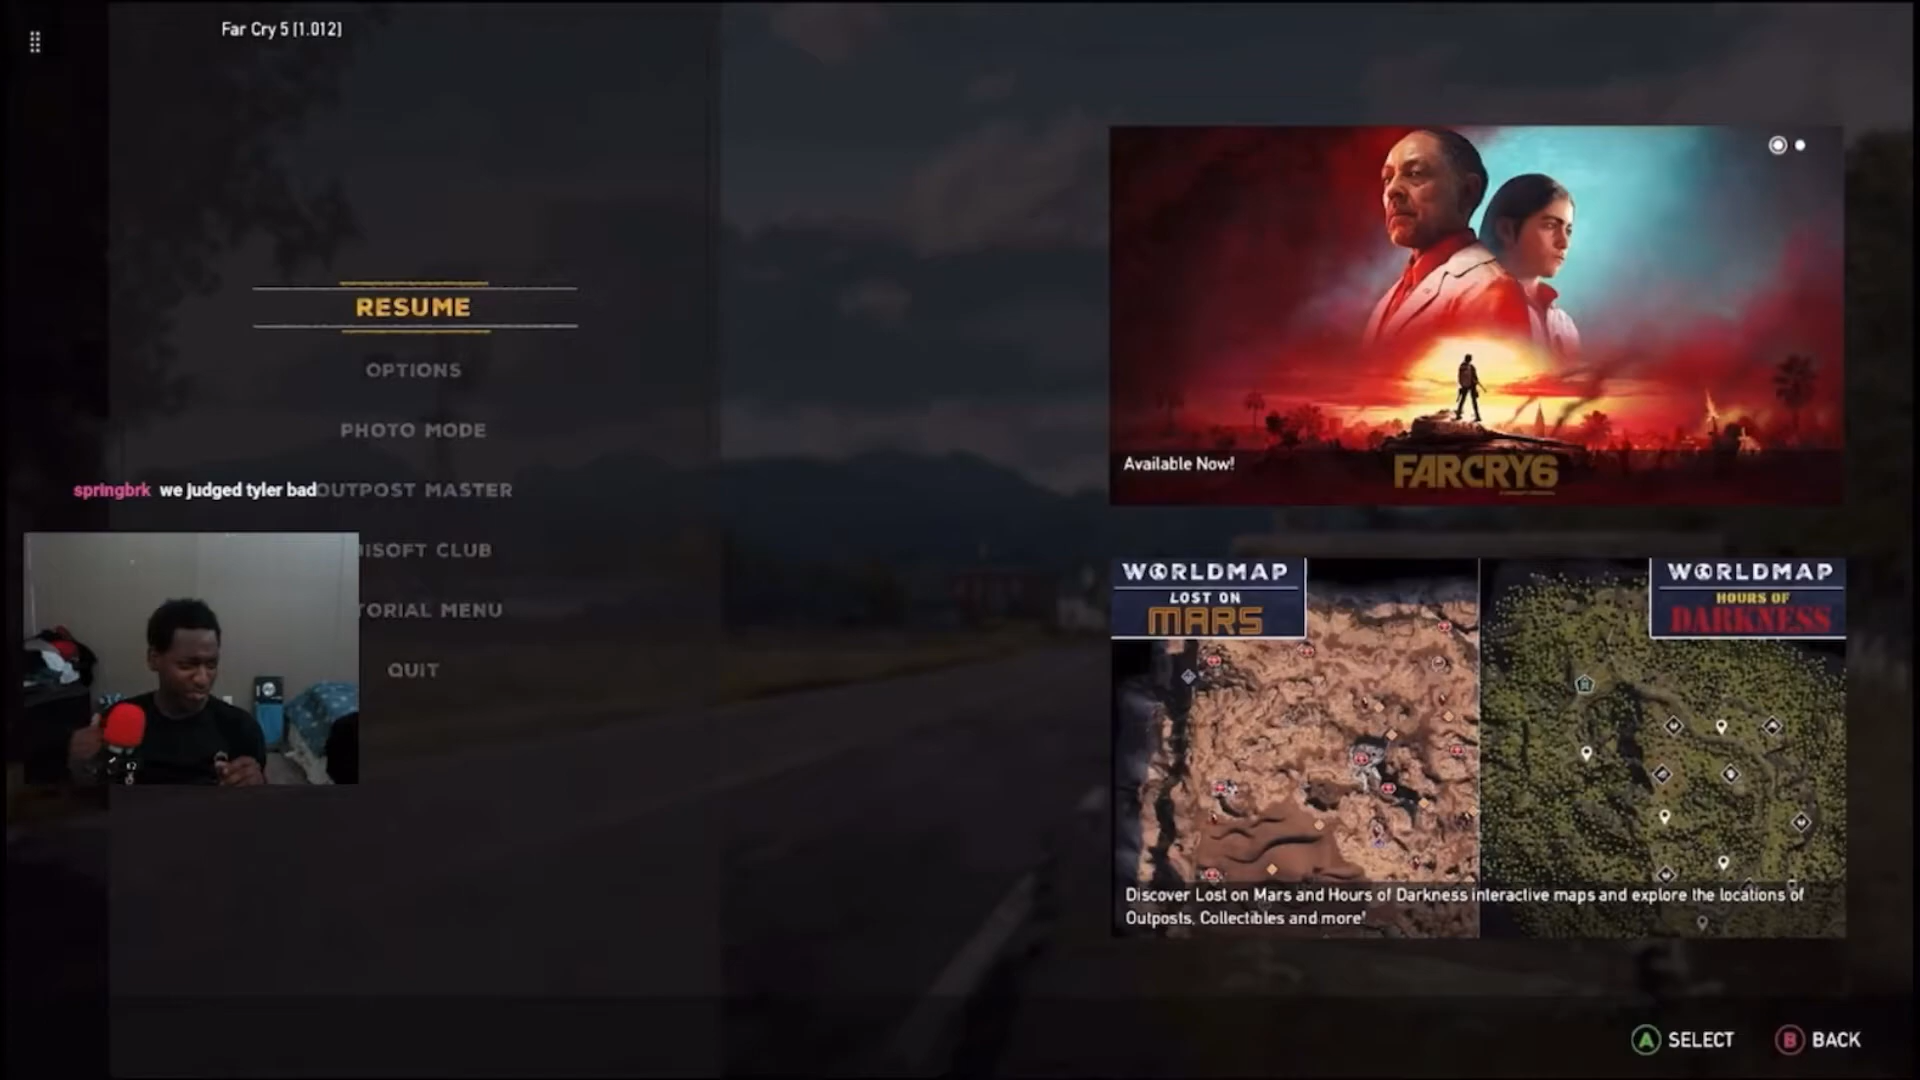 Far Cry 5 [1.012]
RESUME
OPTIONS
PHOTO MODE
springbrk we judged tyler bad
OUTPOST MASTER
ISOFT CLUB
TORIAL MENU
QUIT
Available Now!
FARCRY6
WORLDMAP
LOST ON
MARS
WORLDMAP
HOURS OF
DARKNESS
Discover Lost on Mars and Hours of Darkness interactive maps and explore the locations of
Outposts, Collectibles and more!
A SELECT
B BACK